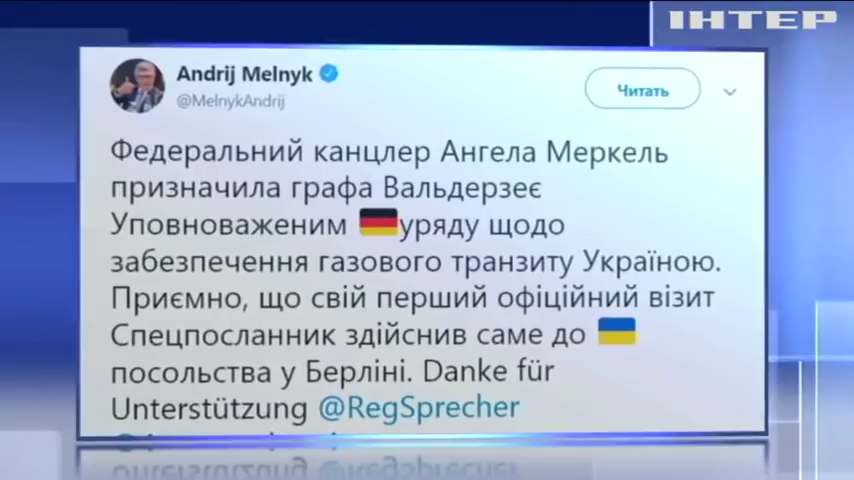 ІНТЕР
Andrij Melnyk
@MelnykAndrij
Читать
Федеральний канцлер Ангела Меркель
призначила графа Вальдерзеє
Уповноваженим уряду щодо
забезпечення газового транзиту Україною.
Приємно, що свій перший офіційний візит
Спецпосланник здійснив саме до
посольства у Берліні. Danke für
Unterstützung @RegSprecher